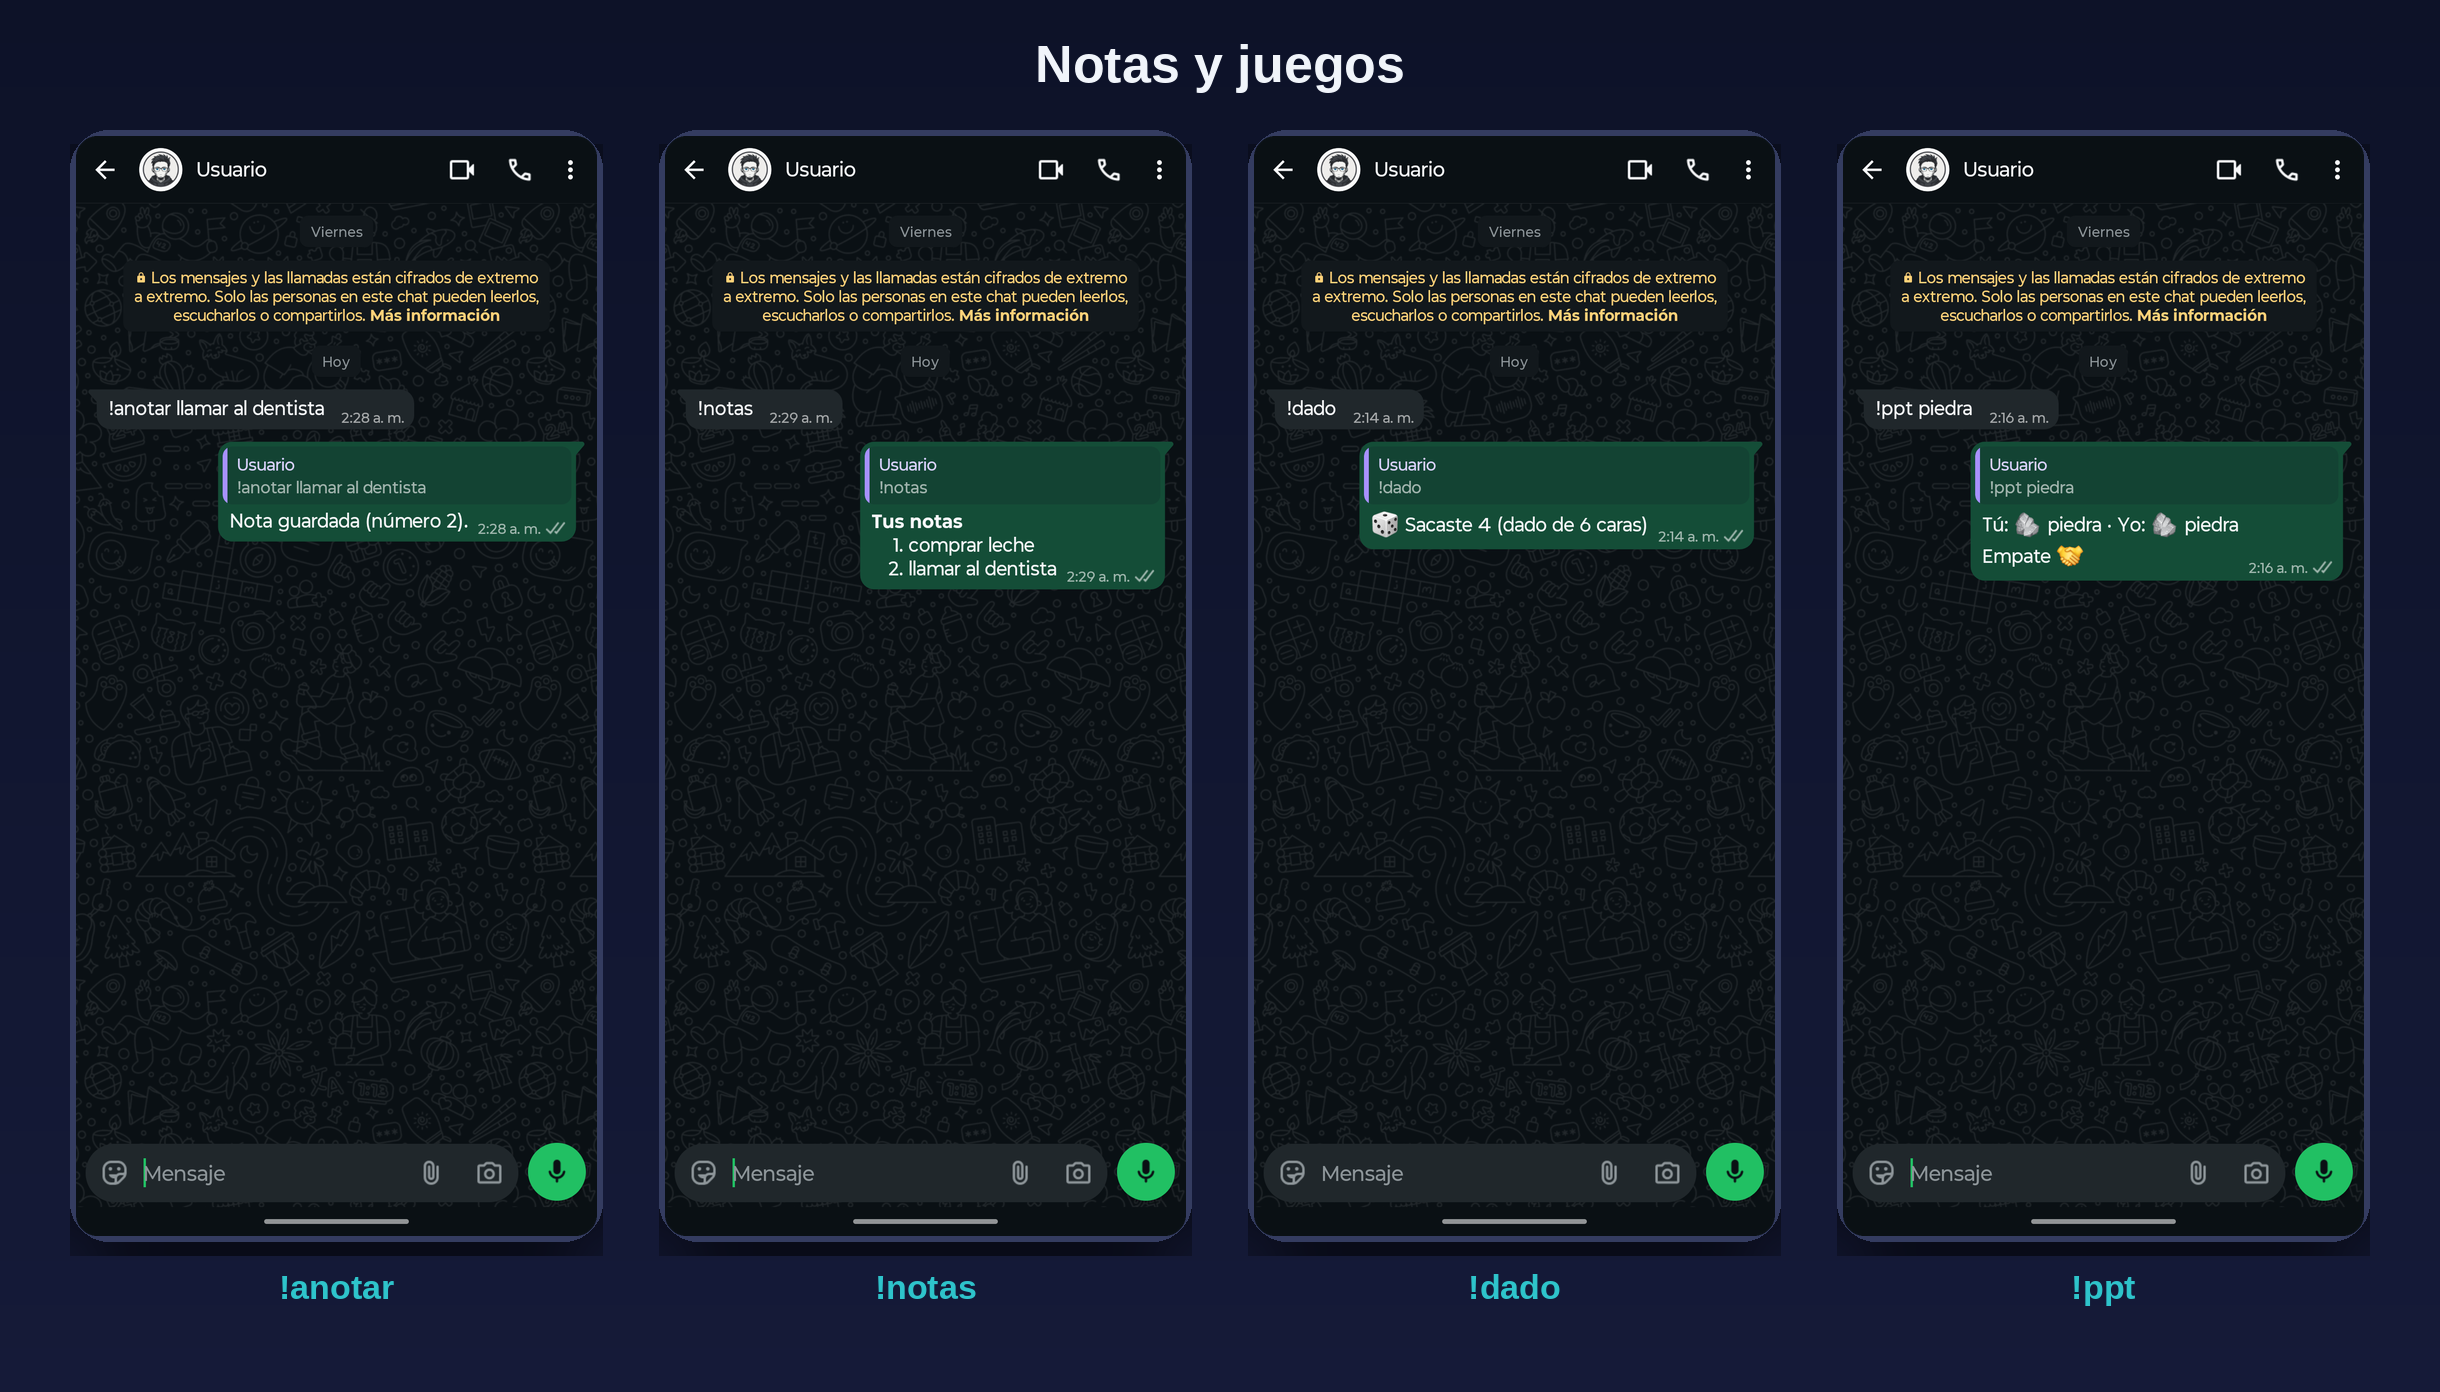 Notas y juegos
Usuario
Viernes
Los mensajes y las llamadas están cifrados de extremo
a extremo. Solo las personas en este chat pueden leerlos,
escucharlos o compartirlos. Más información
Hoy
!anotar llamar al dentista 2:28 a. m.
Usuario
!anotar llamar al dentista
Nota guardada (número 2). 2:28 a. m.
Mensaje
!anotar
Usuario
Viernes
Los mensajes y las llamadas están cifrados de extremo
a extremo. Solo las personas en este chat pueden leerlos,
escucharlos o compartirlos. Más información
Hoy
!notas 2:29 a. m.
Usuario
!notas
Tus notas
1. comprar leche
2. llamar al dentista 2:29 a. m.
Mensaje
!notas
Usuario
Viernes
Los mensajes y las llamadas están cifrados de extremo
a extremo. Solo las personas en este chat pueden leerlos,
escucharlos o compartirlos. Más información
Hoy
!dado 2:14 a. m.
Usuario
!dado
🎲 Sacaste 4 (dado de 6 caras) 2:14 a. m.
Mensaje
!dado
Usuario
Viernes
Los mensajes y las llamadas están cifrados de extremo
a extremo. Solo las personas en este chat pueden leerlos,
escucharlos o compartirlos. Más información
Hoy
!ppt piedra 2:16 a. m.
Usuario
!ppt piedra
Tú: 🪨 piedra · Yo: 🪨 piedra
Empate 🤝 2:16 a. m.
Mensaje
!ppt